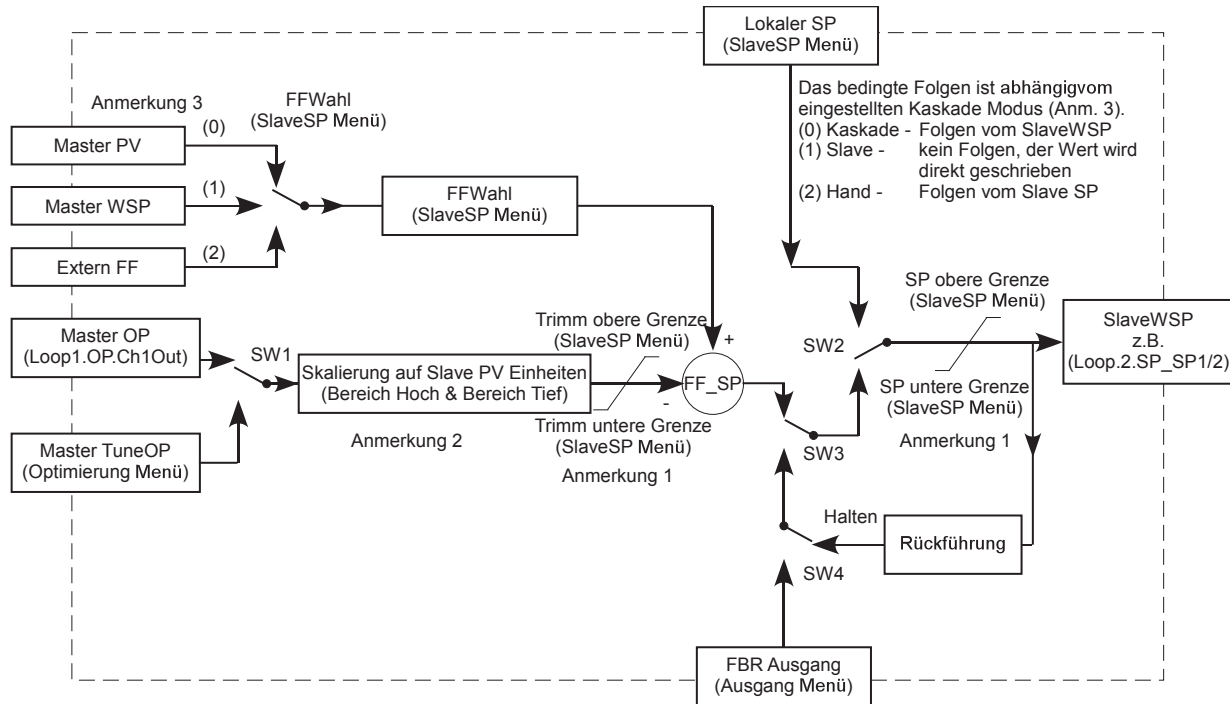 Lokaler SP
(SlaveSP Menü)
Das bedingte Folgen ist abhängigvom
eingestellten Kaskade Modus (Anm. 3).
(0) Kaskade - Folgen vom SlaveWSP
(1) Slave - kein Folgen, der Wert wird
direkt geschrieben
(2) Hand - Folgen vom Slave SP
Anmerkung 3
FFWahl
(SlaveSP Menü)
(0)
Master PV
(1)
Master WSP
(2)
Extern FF
FFWahl
(SlaveSP Menü)
Master OP
(Loop1.OP.Ch1Out)
SW1
Skalierung auf Slave PV Einheiten
(Bereich Hoch & Bereich Tief)
Anmerkung 2
Master TuneOP
(Optimierung Menü)
Trimm obere Grenze
(SlaveSP Menü)
+
FF_SP
-
Trimm untere Grenze
(SlaveSP Menü)
Anmerkung 1
SW2
SP obere Grenze
(SlaveSP Menü)
SP untere Grenze
(SlaveSP Menü)
Anmerkung 1
SlaveWSP
z.B.
(Loop.2.SP_SP1/2)
SW3
Halten
Rückführung
SW4
FBR Ausgang
(Ausgang Menü)